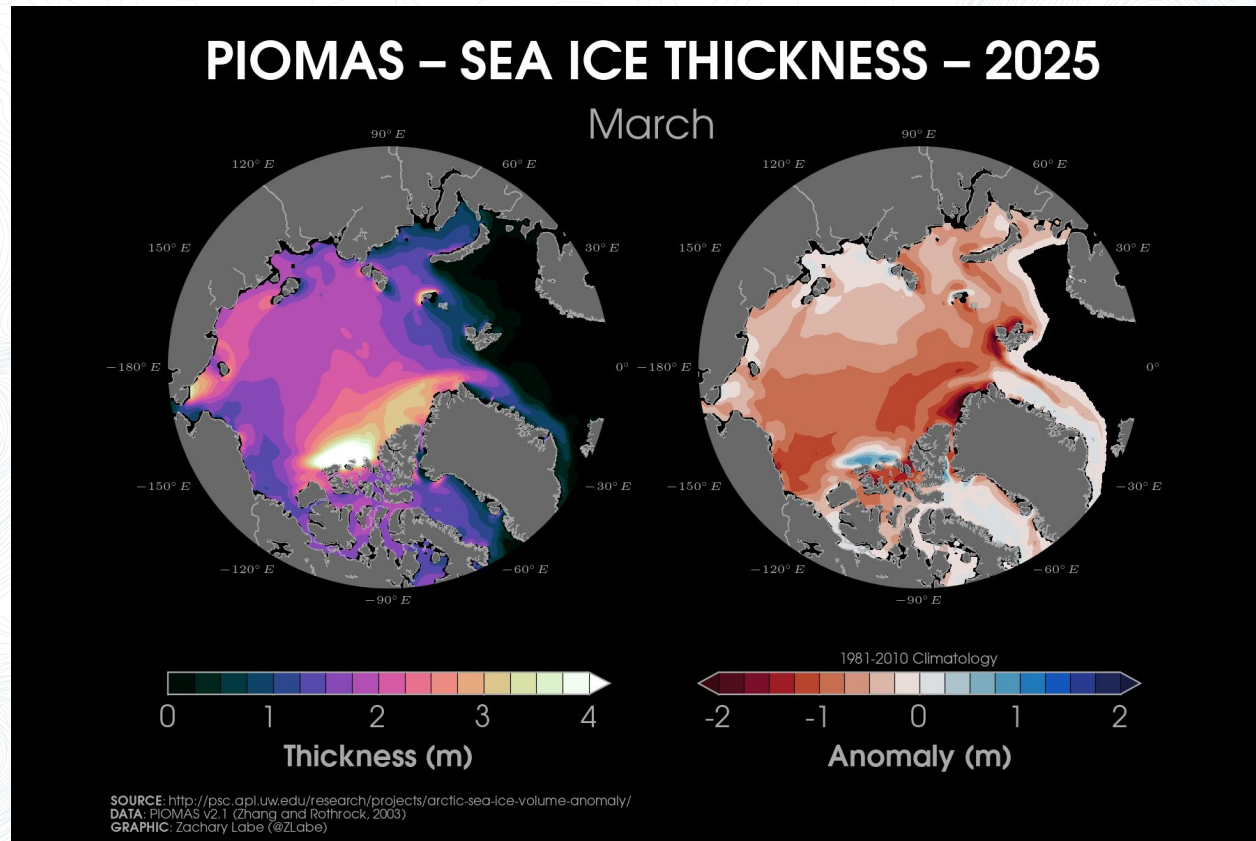 PIOMAS – SEA ICE THICKNESS – 2025
March
90° E
120° E
60° E
150° E
30° E
−180° E
0°
−150° E
−30° E
−120° E
−60° E
−90° E
90° E
120° E
60° E
150° E
30° E
−180° E
0°
−150° E
−30° E
−120° E
−60° E
−90° E
0 1 2 3 4
Thickness (m)
1981-2010 Climatology
-2 -1 0 1 2
Anomaly (m)
SOURCE: http://psc.apl.uw.edu/research/projects/arctic-sea-ice-volume-anomaly/
DATA: PIOMAS v2.1 (Zhang and Rothrock, 2003)
GRAPHIC: Zachary Labe (@ZLabe)